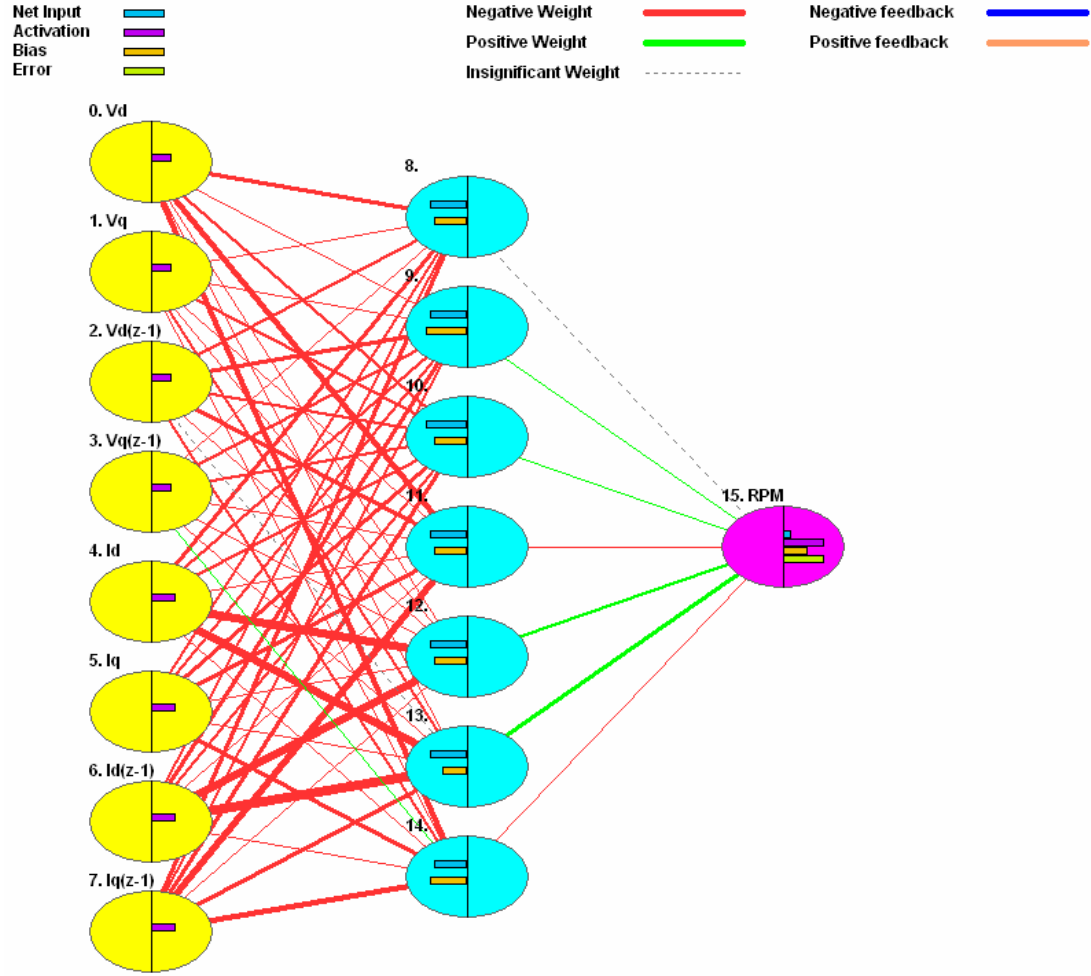 Net Input
Activation
Bias
Error
Negative Weight
Positive Weight
Insignificant Weight
Negative feedback
Positive feedback
0. Vd
1. Vq
2. Vd(z-1)
3. Vq(z-1)
4. Id
5. Iq
6. Id(z-1)
7. Iq(z-1)
8.
9.
10.
11.
12.
13.
14.
15. RPM